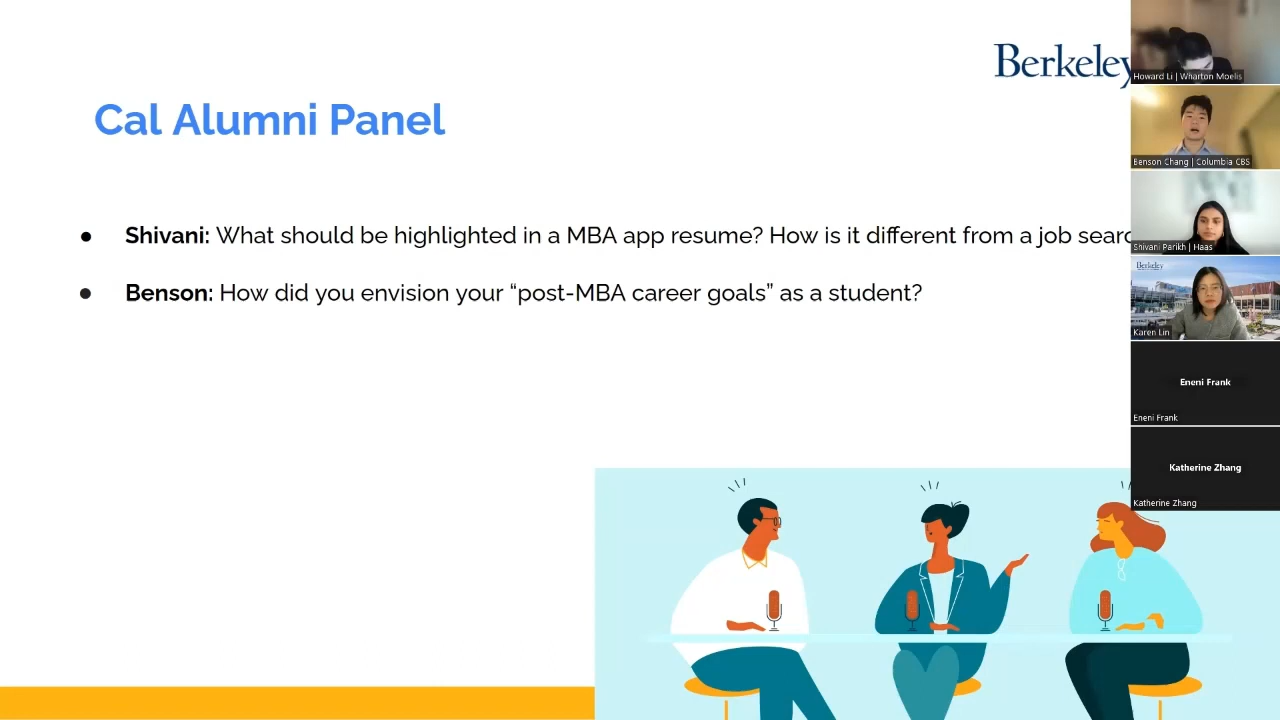 Berkeley
Cal Alumni Panel
● Shivani: What should be highlighted in a MBA app resume? How is it different from a job searc
● Benson: How did you envision your “post-MBA career goals” as a student?
Howard Li | Wharton Moelis
Benson Chang | Columbia CBS
Shivani Parikh | Haas
Berkeley
Karen Lin
Eneni Frank
Eneni Frank
Katherine Zhang
Katherine Zhang